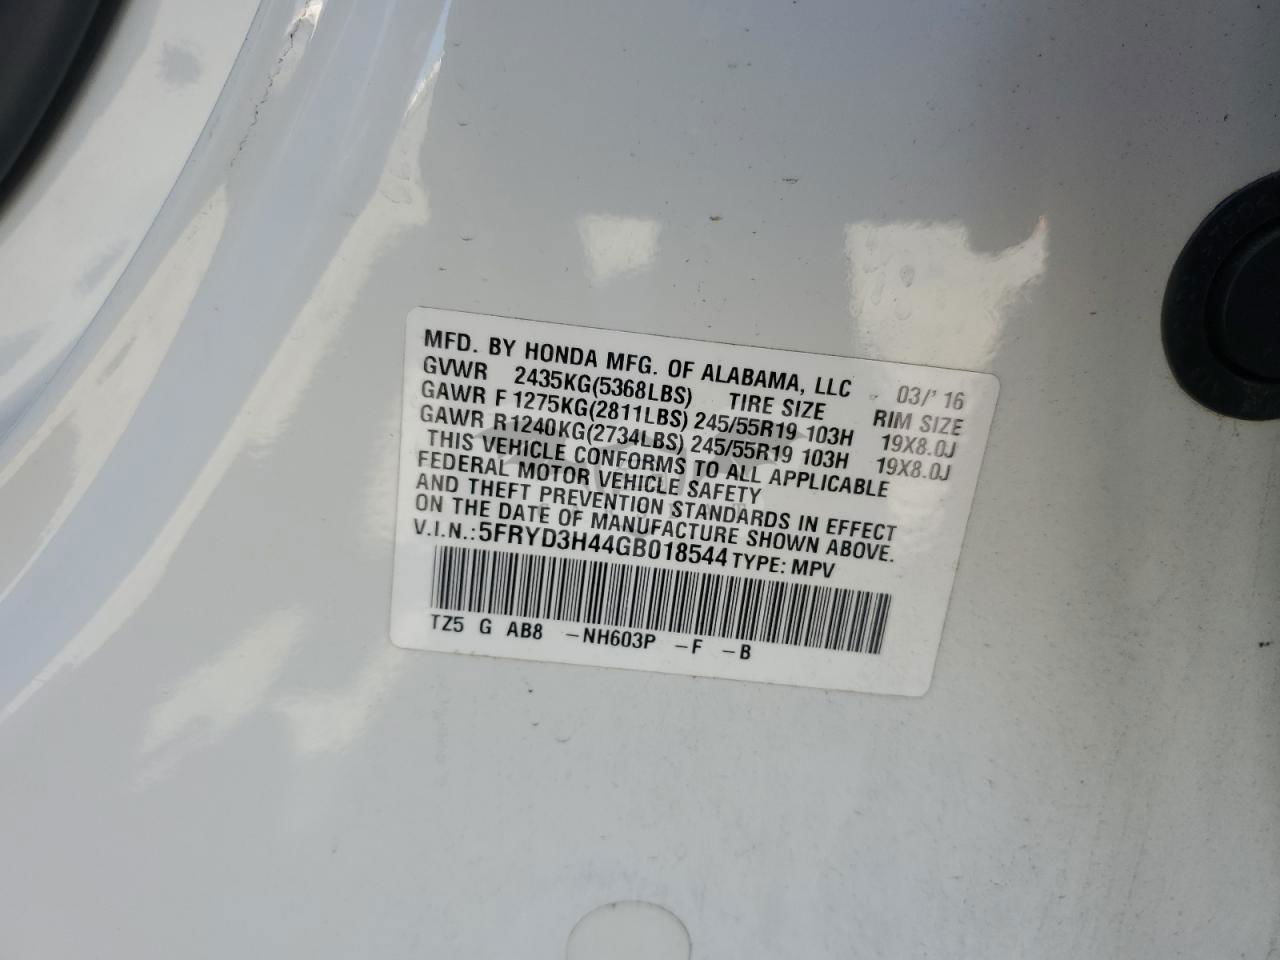 MFD. BY HONDA MFG. OF ALABAMA, LLC 03/'16
GVWR 2435KG(5368LBS) TIRE SIZE RIM SIZE
GAWR F 1275KG(2811LBS) 245/55R19 103H 19X8.0J
GAWR R 1240KG(2734LBS) 245/55R19 103H 19X8.0J
THIS VEHICLE CONFORMS TO ALL APPLICABLE
FEDERAL MOTOR VEHICLE SAFETY
AND THEFT PREVENTION STANDARDS IN EFFECT
ON THE DATE OF MANUFACTURE SHOWN ABOVE.
V.I.N.:5FRYD3H44GB018544 TYPE: MPV
TZ5 G AB8 -NH603P -F -B